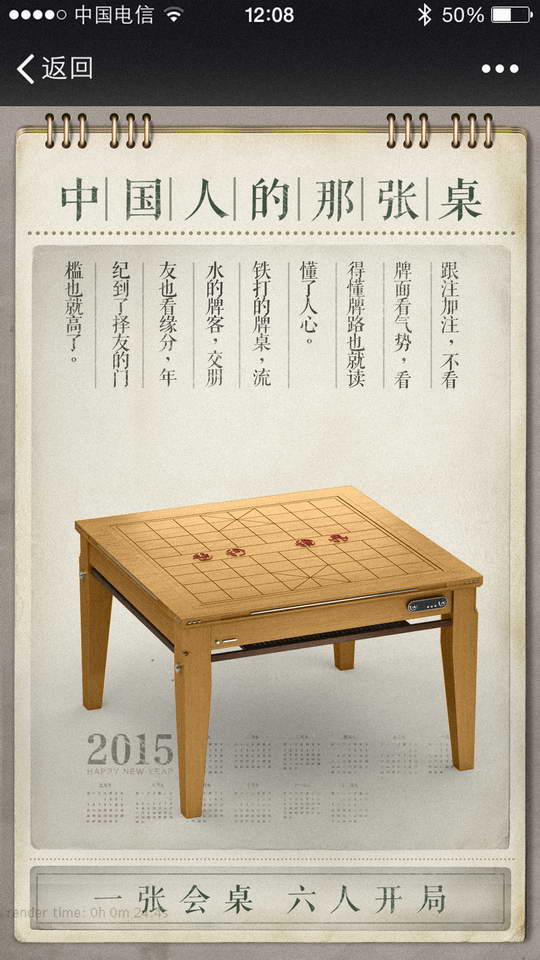 中国电信
12:08
50%
返回
中国人的那张桌
跟注加注，不看
牌面看气势，看
得懂牌路也就读
懂了人心。
铁打的牌桌，流
水的牌客，交朋
友也看缘分，年
纪到了择友的门
槛也就高了。
2015
HAPPY NEW YEAR
一张会桌 六人开局
render time: 0h 0m 24.4s